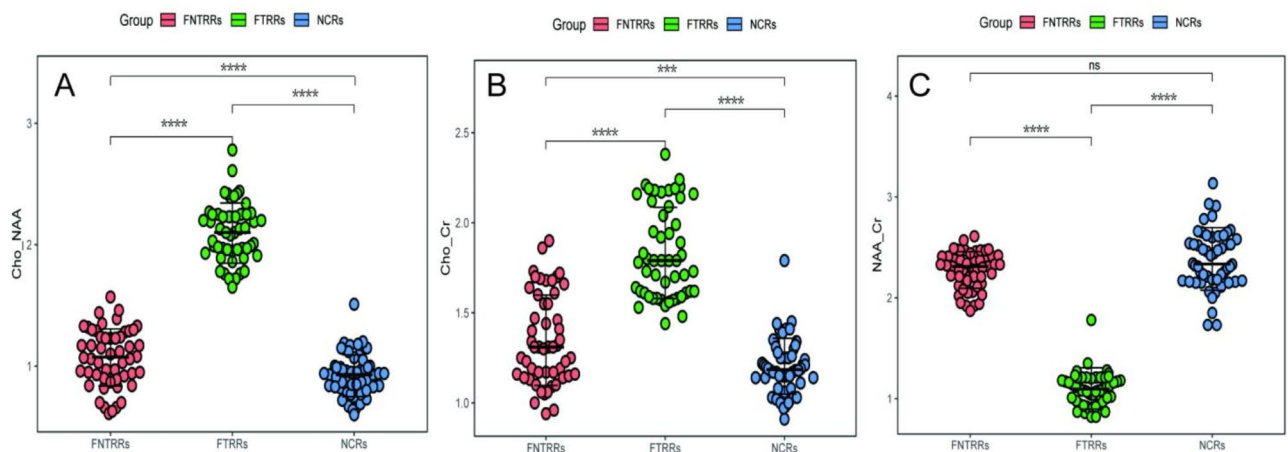 Group FNTRRs FTRRs NCRs
A
****
****
****
Cho_NAA
3
2
1
FNTRRs FTRRs NCRs
Group FNTRRs FTRRs NCRs
B
***
****
****
Cho_Cr
2.5
2.0
1.5
1.0
FNTRRs FTRRs NCRs
Group FNTRRs FTRRs NCRs
C
ns
****
****
NAA_Cr
4
3
2
1
FNTRRs FTRRs NCRs